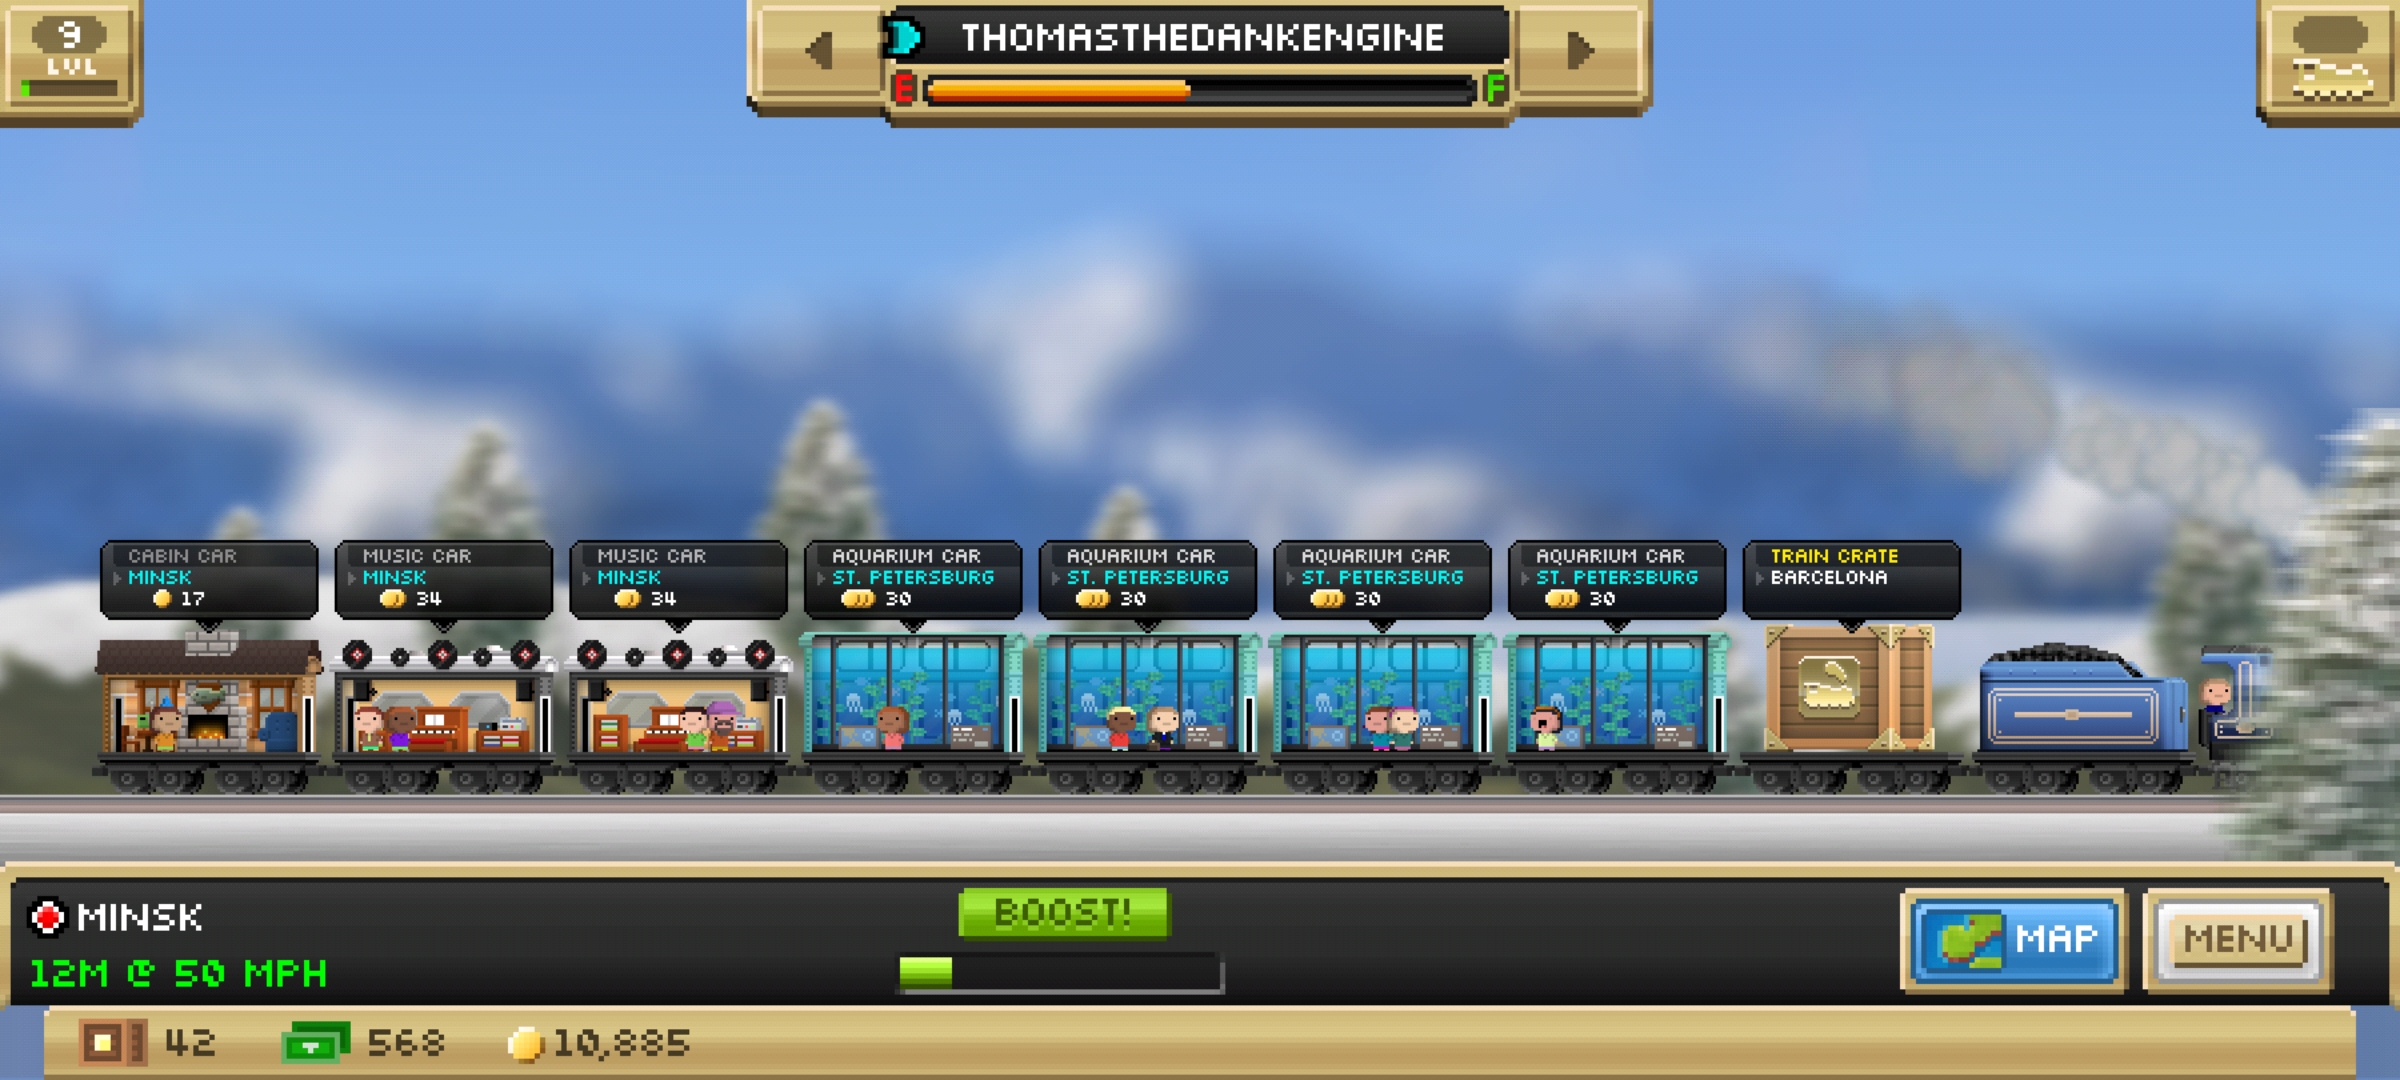 9
LVL
THOMASTHEDANKENGINE
E F
CABIN CAR
MINSK
17
MUSIC CAR
MINSK
34
MUSIC CAR
MINSK
34
AQUARIUM CAR
ST. PETERSBURG
30
AQUARIUM CAR
ST. PETERSBURG
30
AQUARIUM CAR
ST. PETERSBURG
30
AQUARIUM CAR
ST. PETERSBURG
30
TRAIN CRATE
BARCELONA
MINSK
12M @ 50 MPH
BOOST!
MAP
MENU
42 568 10,885